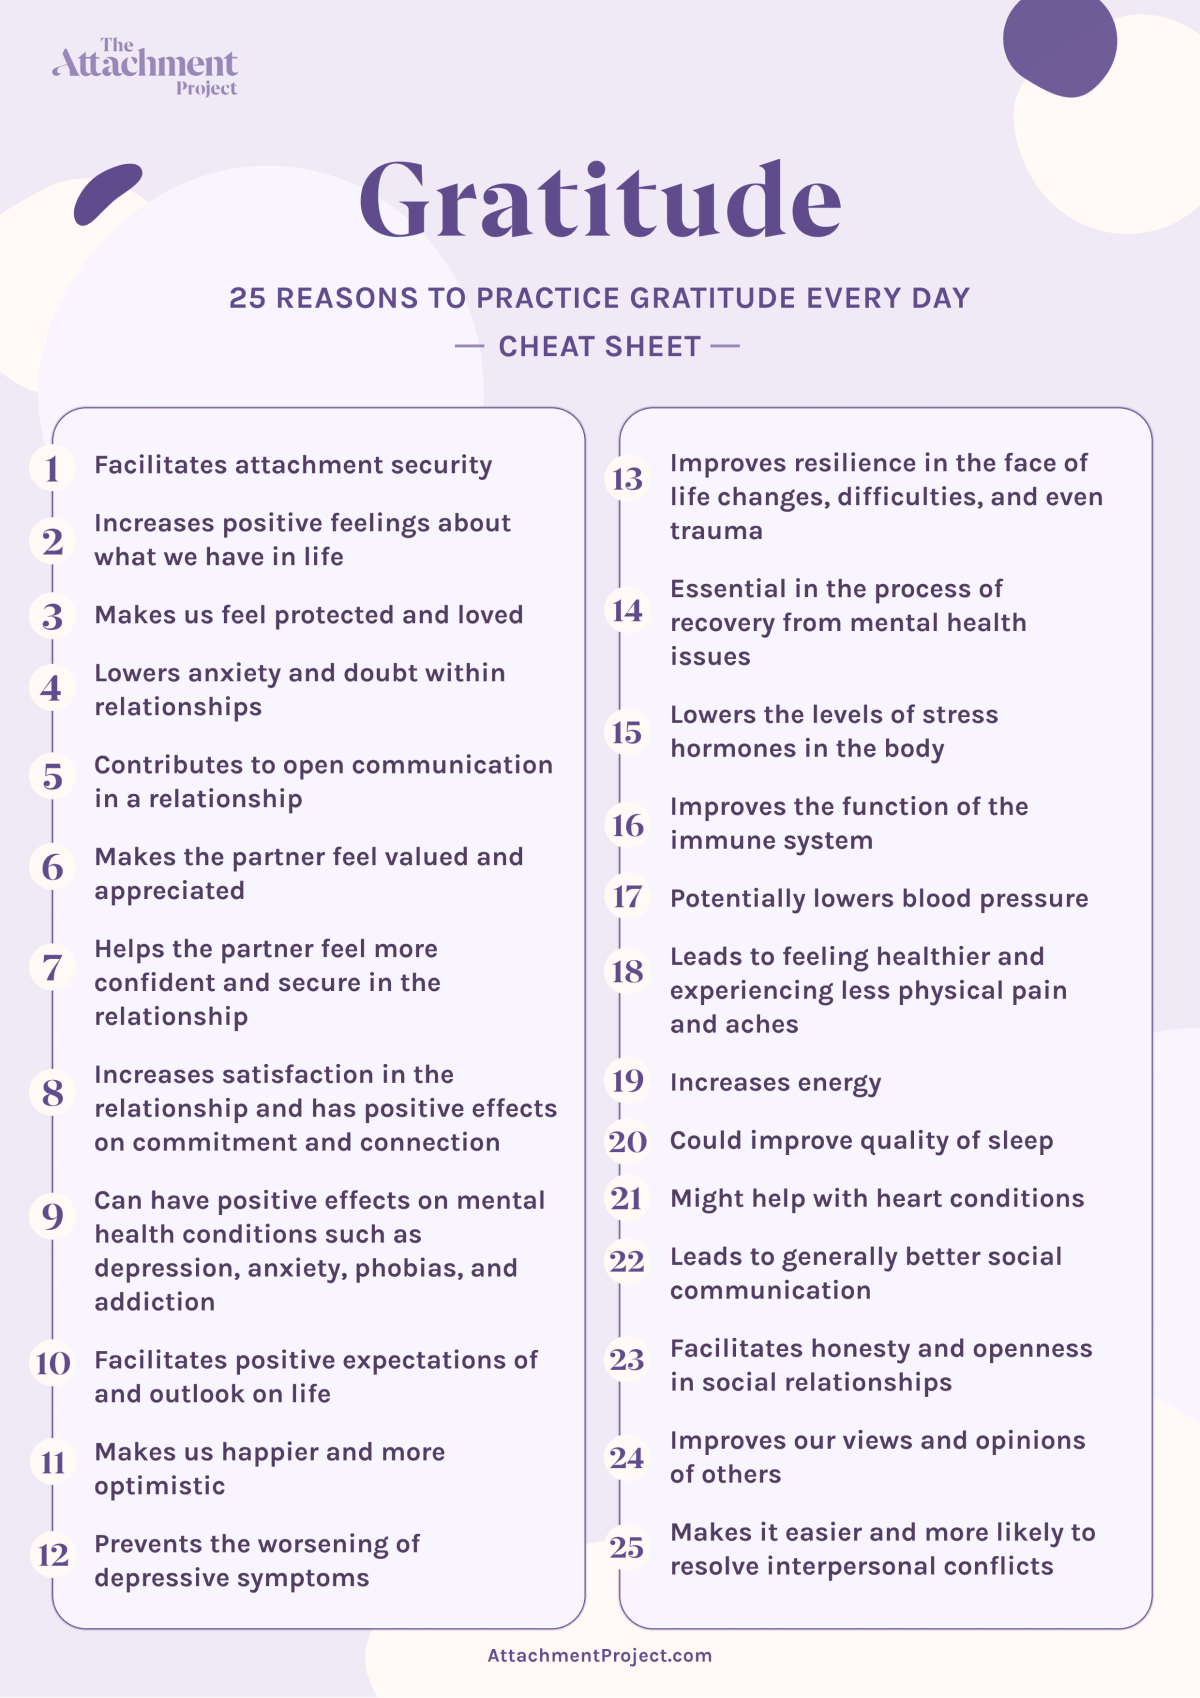 The
Attachment
Project
Gratitude
25 REASONS TO PRACTICE GRATITUDE EVERY DAY
— CHEAT SHEET —
1 Facilitates attachment security
2 Increases positive feelings about
what we have in life
3 Makes us feel protected and loved
4 Lowers anxiety and doubt within
relationships
5 Contributes to open communication
in a relationship
6 Makes the partner feel valued and
appreciated
7 Helps the partner feel more
confident and secure in the
relationship
8 Increases satisfaction in the
relationship and has positive effects
on commitment and connection
9 Can have positive effects on mental
health conditions such as
depression, anxiety, phobias, and
addiction
10 Facilitates positive expectations of
and outlook on life
11 Makes us happier and more
optimistic
12 Prevents the worsening of
depressive symptoms
13 Improves resilience in the face of
life changes, difficulties, and even
trauma
14 Essential in the process of
recovery from mental health
issues
15 Lowers the levels of stress
hormones in the body
16 Improves the function of the
immune system
17 Potentially lowers blood pressure
18 Leads to feeling healthier and
experiencing less physical pain
and aches
19 Increases energy
20 Could improve quality of sleep
21 Might help with heart conditions
22 Leads to generally better social
communication
23 Facilitates honesty and openness
in social relationships
24 Improves our views and opinions
of others
25 Makes it easier and more likely to
resolve interpersonal conflicts
AttachmentProject.com